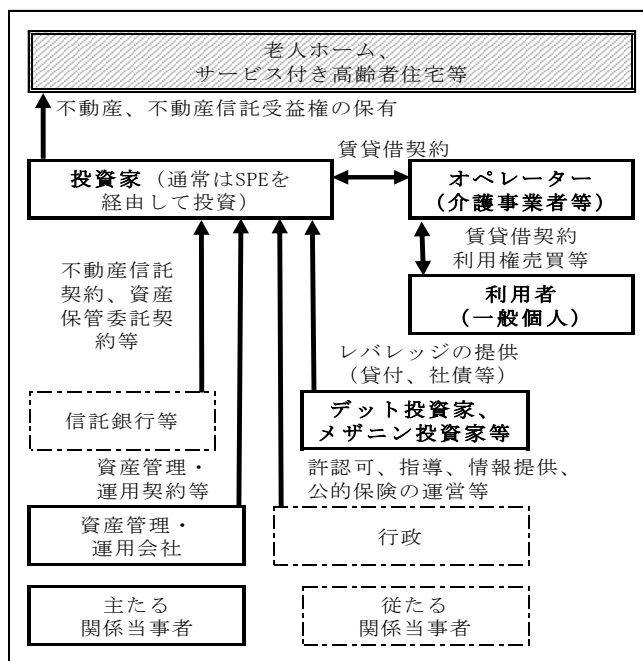 老人ホーム、
サービス付き高齢者住宅等
不動産、不動産信託受益権の保有
賃貸借契約
投資家（通常はSPEを
経由して投資）
オペレーター
（介護事業者等）
賃貸借契約
利用権売買等
不動産信託
契約、資産
保管委託契
約等
利用者
（一般個人）
レバレッジの提供
（貸付、社債等）
信託銀行等
デット投資家、
メザニン投資家等
資産管理・
運用契約等
許認可、指導、情報提供、
公的保険の運営等
資産管理・
運用会社
行政
主たる
関係当事者
従たる
関係当事者